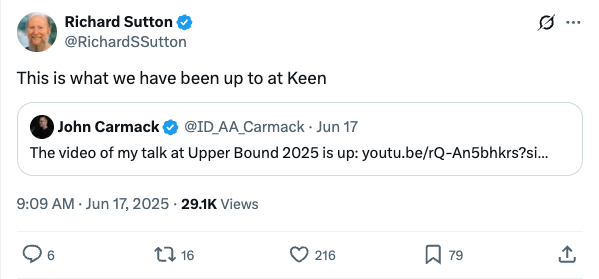 Richard Sutton
@RichardSSutton
This is what we have been up to at Keen
John Carmack @ID_AA_Carmack · Jun 17
The video of my talk at Upper Bound 2025 is up: youtu.be/rQ-An5bhkrs?si...
9:09 AM · Jun 17, 2025 · 29.1K Views
6 16 216 79